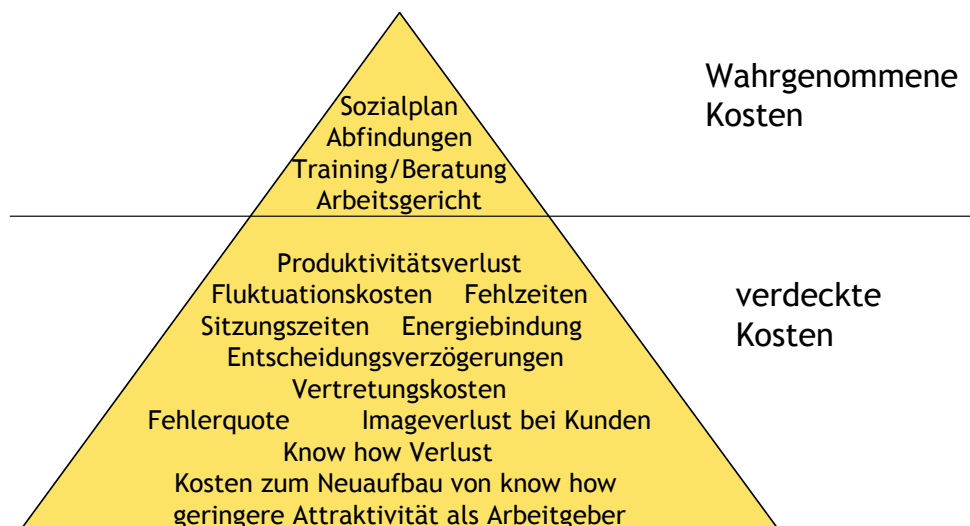 Wahrgenommene
Kosten
Sozialplan
Abfindungen
Training/Beratung
Arbeitsgericht
Produktivitätsverlust
Fluktuationskosten Fehlzeiten
Sitzungszeiten Energiebindung
Entscheidungsverzögerungen
Vertretungskosten
Fehlerquote Imageverlust bei Kunden
Know how Verlust
Kosten zum Neuaufbau von know how
geringere Attraktivität als Arbeitgeber
verdeckte
Kosten